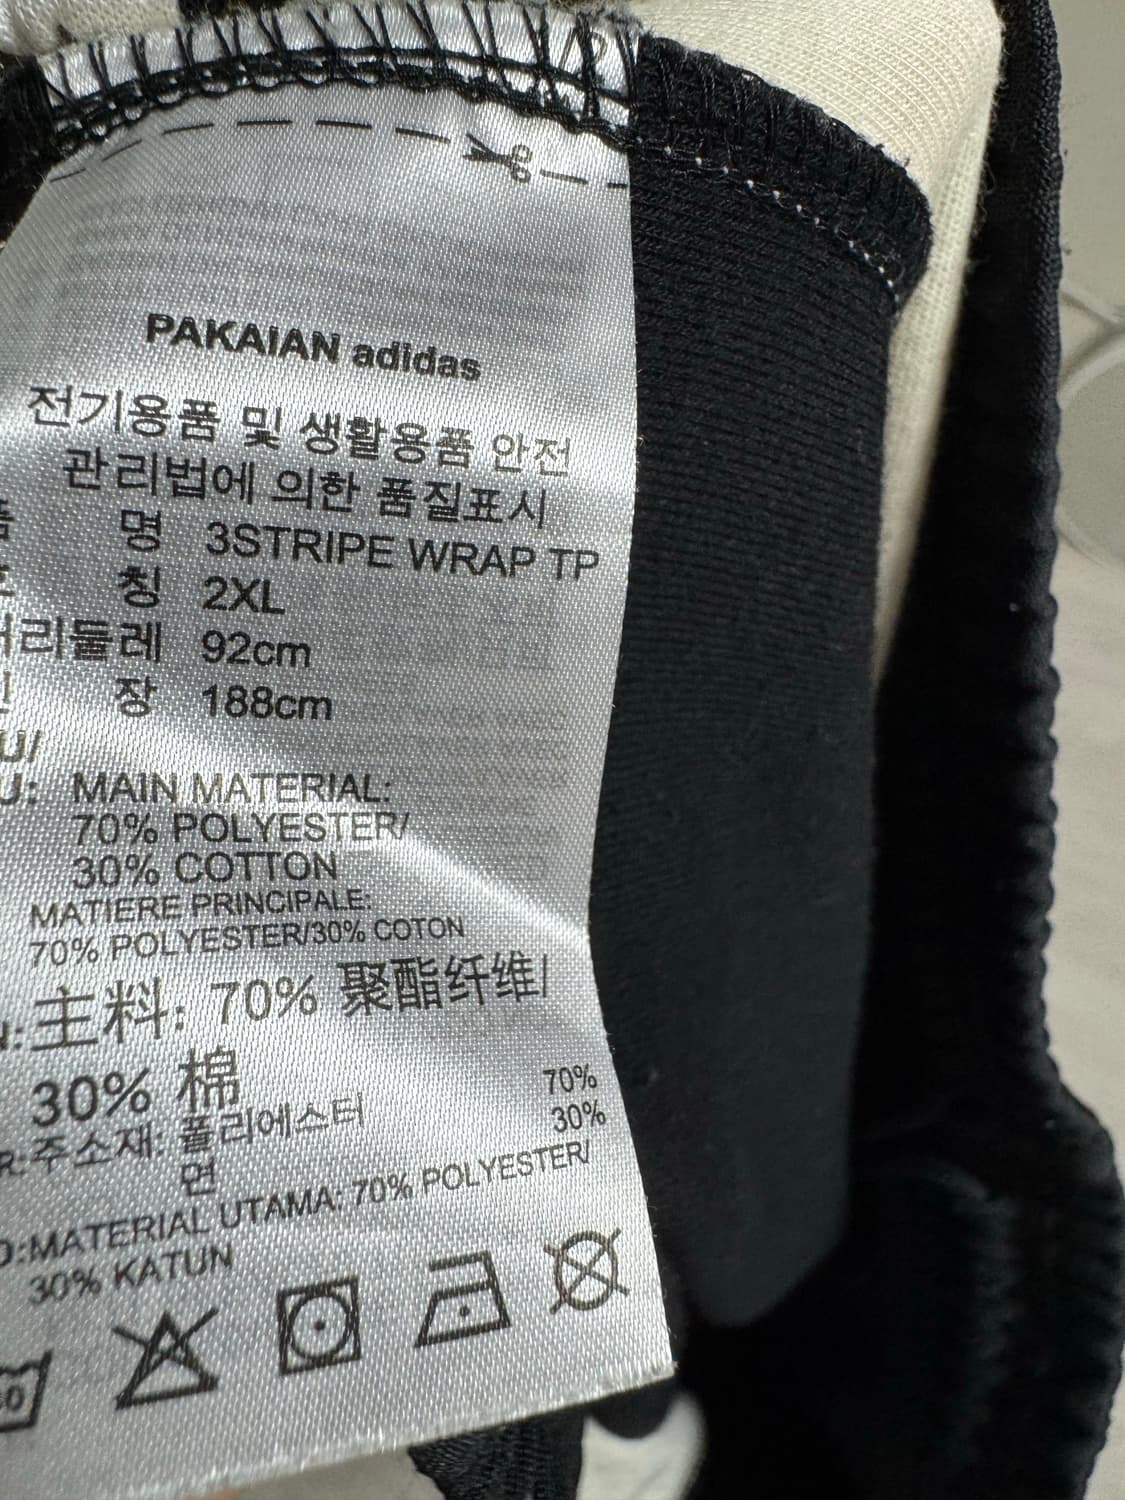 PAKAIAN adidas
전기용품 및 생활용품 안전
관리법에 의한 품질표시
품 명 3STRIPE WRAP TP
칭 2XL
허리둘레 92cm
장 188cm
U/
U: MAIN MATERIAL:
70% POLYESTER/
30% COTTON
MATIERE PRINCIPALE:
70% POLYESTER/30% COTON
主料: 70% 聚酯纤维/
30% 棉
R:주소재: 폴리에스터 70%
면 30%
D:MATERIAL UTAMA: 70% POLYESTER/
30% KATUN